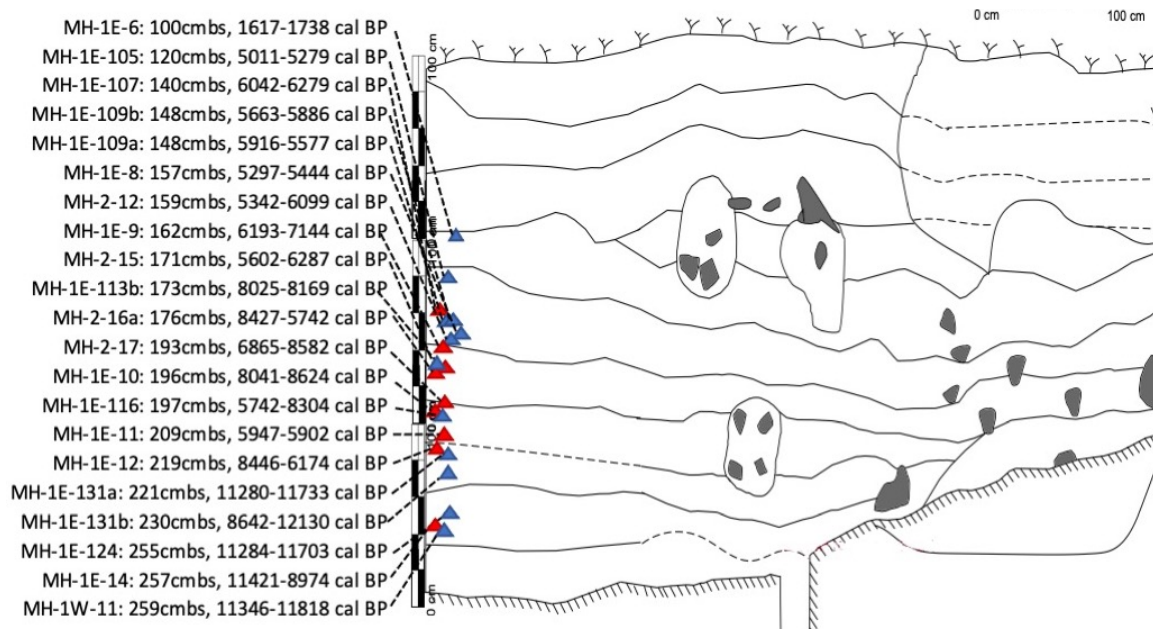 0 cm 100 cm
MH-1E-6: 100cmbs, 1617-1738 cal BP
MH-1E-105: 120cmbs, 5011-5279 cal BP
MH-1E-107: 140cmbs, 6042-6279 cal BP
MH-1E-109b: 148cmbs, 5663-5886 cal BP
MH-1E-109a: 148cmbs, 5916-5577 cal BP
MH-1E-8: 157cmbs, 5297-5444 cal BP
MH-2-12: 159cmbs, 5342-6099 cal BP
MH-1E-9: 162cmbs, 6193-7144 cal BP
MH-2-15: 171cmbs, 5602-6287 cal BP
MH-1E-113b: 173cmbs, 8025-8169 cal BP
MH-2-16a: 176cmbs, 8427-5742 cal BP
MH-2-17: 193cmbs, 6865-8582 cal BP
MH-1E-10: 196cmbs, 8041-8624 cal BP
MH-1E-116: 197cmbs, 5742-8304 cal BP
MH-1E-11: 209cmbs, 5947-5902 cal BP
MH-1E-12: 219cmbs, 8446-6174 cal BP
MH-1E-131a: 221cmbs, 11280-11733 cal BP
MH-1E-131b: 230cmbs, 8642-12130 cal BP
MH-1E-124: 255cmbs, 11284-11703 cal BP
MH-1E-14: 257cmbs, 11421-8974 cal BP
MH-1W-11: 259cmbs, 11346-11818 cal BP
100 cm
0 cm